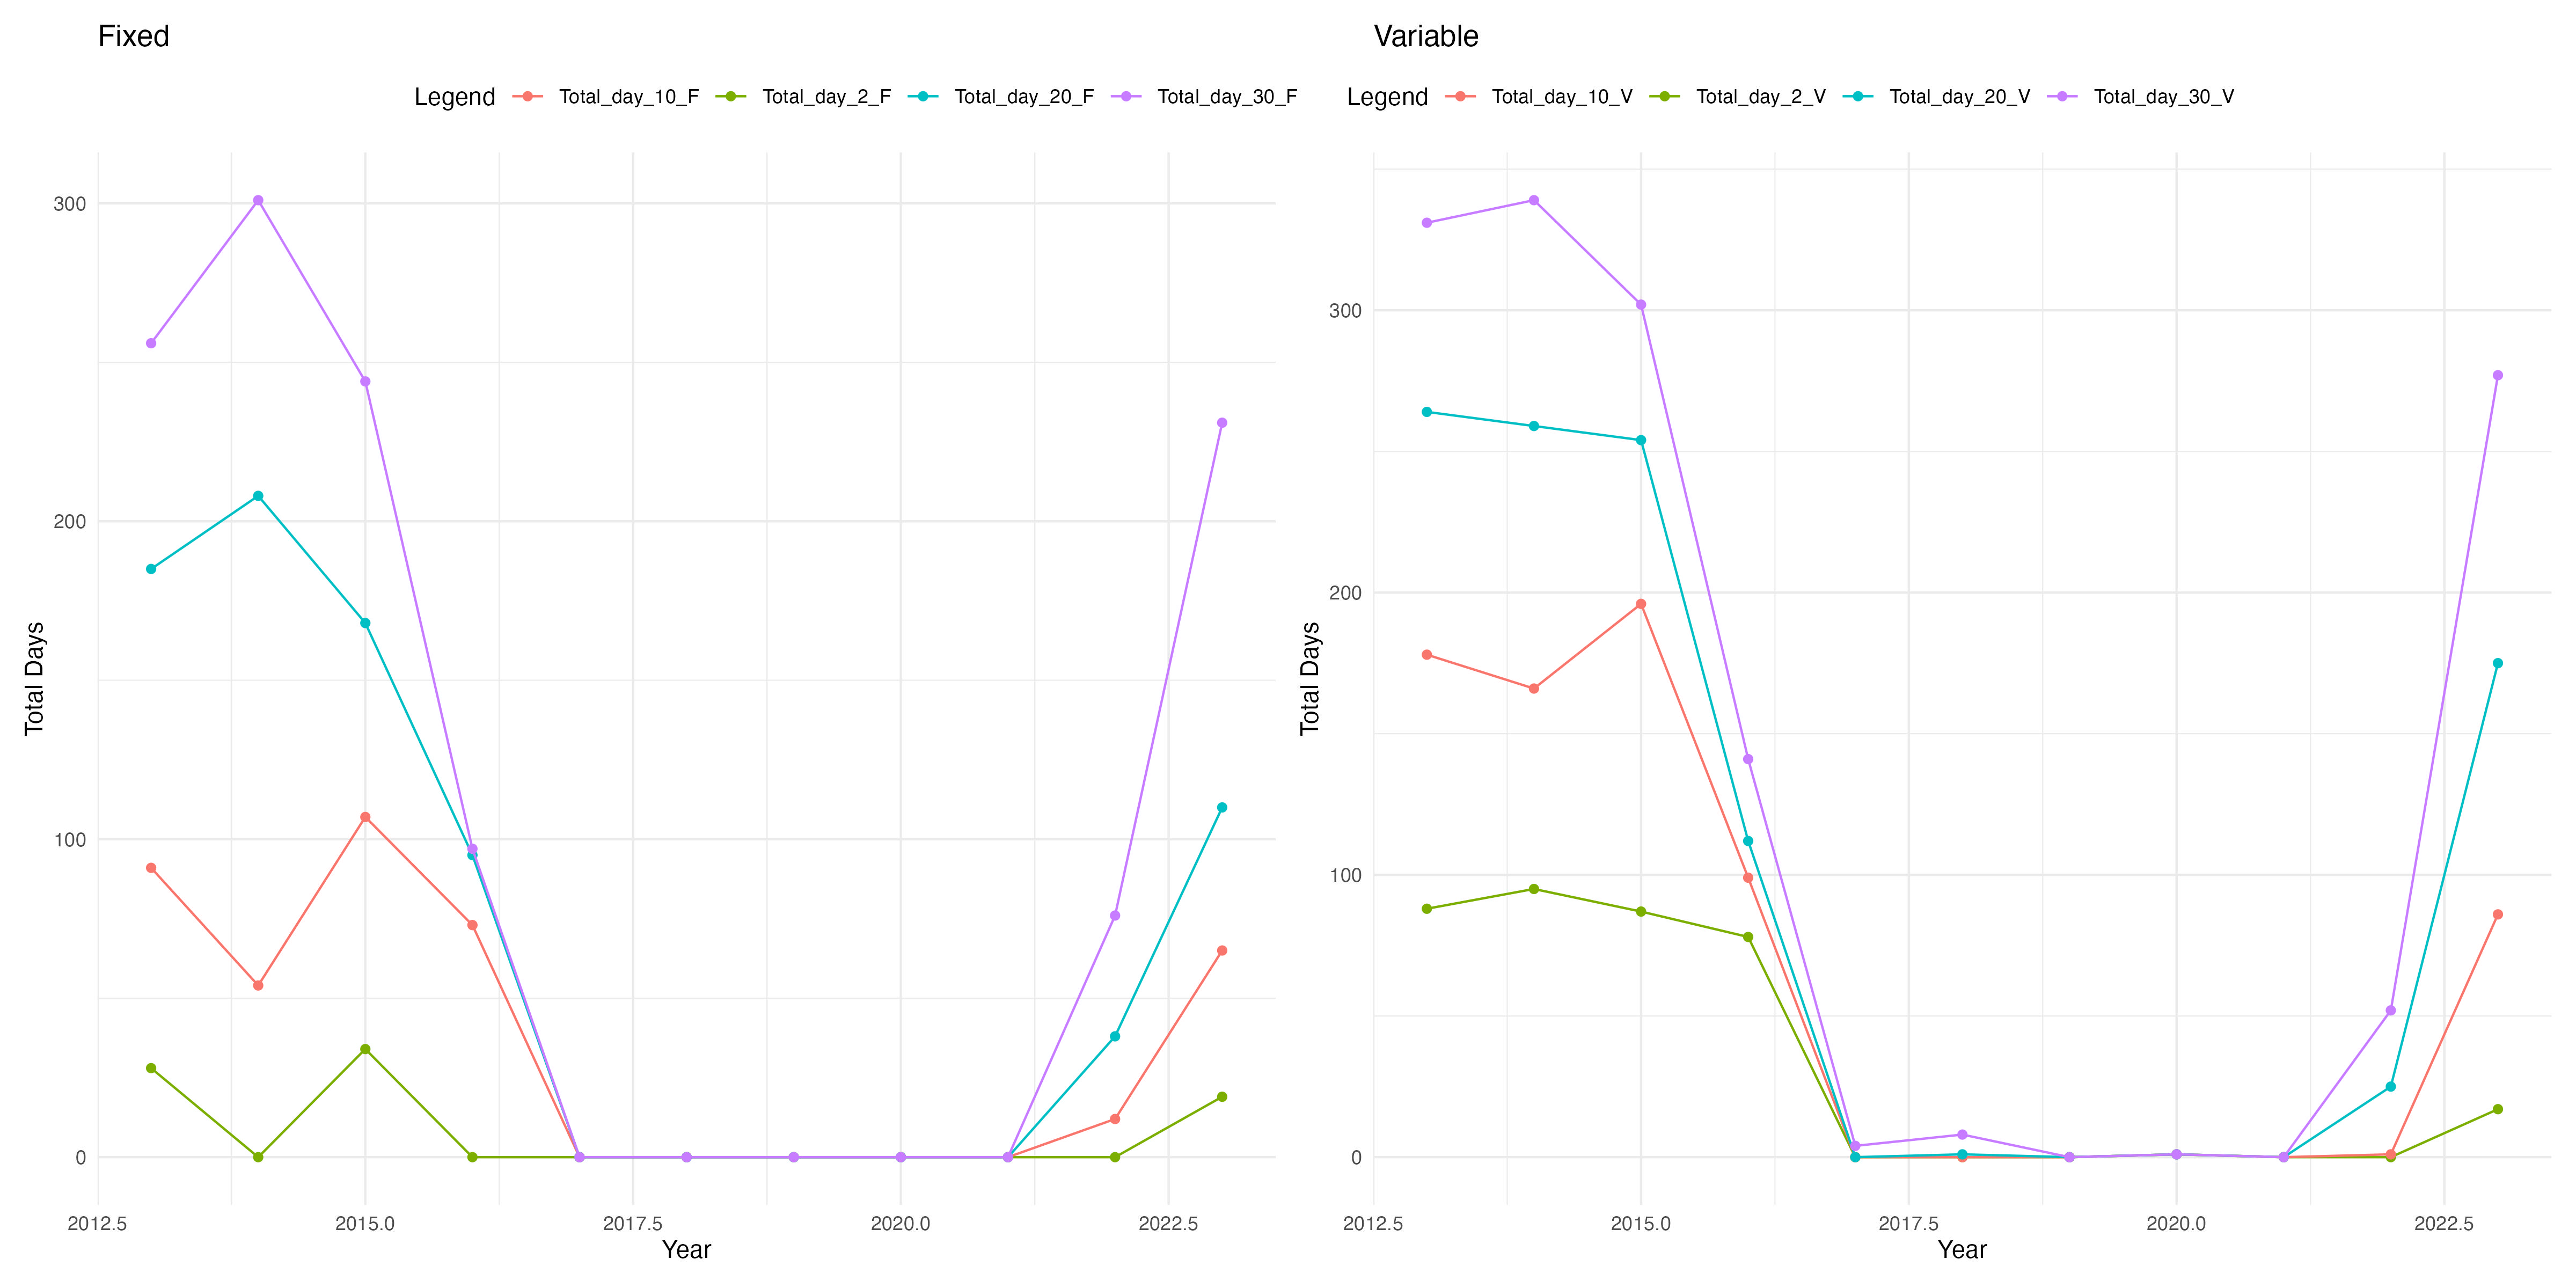 Fixed
Legend Total_day_10_F Total_day_2_F Total_day_20_F Total_day_30_F
300
200
100
0
Total Days
2012.5 2015.0 2017.5 2020.0 2022.5
Year
Variable
Legend Total_day_10_V Total_day_2_V Total_day_20_V Total_day_30_V
300
200
100
0
Total Days
2012.5 2015.0 2017.5 2020.0 2022.5
Year